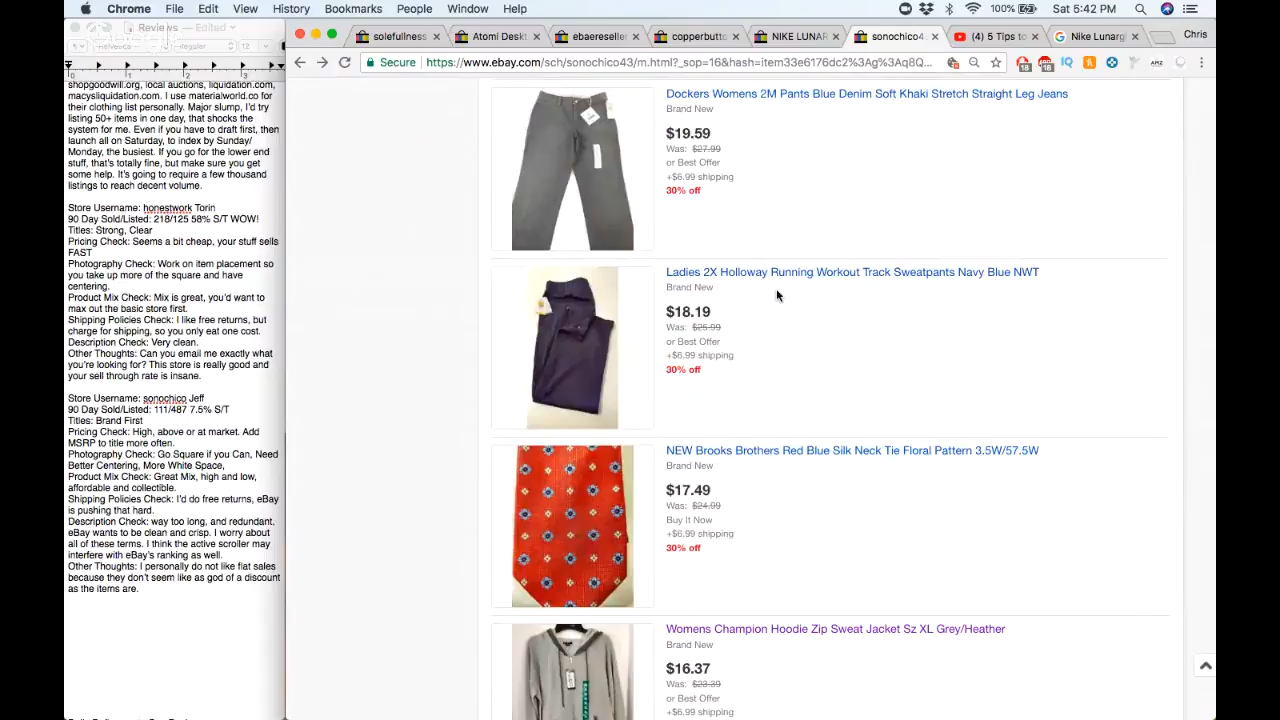 Chrome File Edit View History Bookmarks People Window Help
100% Sat 5:42 PM
Reviews — Edited
Helvetica Regular 12
0 1 2 3
shopgoodwill.org, local auctions, liquidation.com,
macysliquidation.com. I use materialworld.co for
their clothing list personally. Major slump, I'd try
listing 50+ items in one day, that shocks the
system for me. Even if you have to draft first, then
launch all on Saturday, to index by Sunday/
Monday, the busiest. If you go for the lower end
stuff, that's totally fine, but make sure you get
some help. It's going to require a few thousand
listings to reach decent volume.
Store Username: honestwork Torin
90 Day Sold/Listed: 218/125 58% S/T WOW!
Titles: Strong, Clear
Pricing Check: Seems a bit cheap, your stuff sells
FAST
Photography Check: Work on item placement so
you take up more of the square and have
centering.
Product Mix Check: Mix is great, you'd want to
max out the basic store first.
Shipping Policies Check: I like free returns, but
charge for shipping, so you only eat one cost.
Description Check: Very clean.
Other Thoughts: Can you email me exactly what
you're looking for? This store is really good and
your sell through rate is insane.
Store Username: sonochico Jeff
90 Day Sold/Listed: 111/487 7.5% S/T
Titles: Brand First
Pricing Check: High, above or at market. Add
MSRP to title more often.
Photography Check: Go Square if you Can, Need
Better Centering, More White Space,
Product Mix Check: Great Mix, high and low,
affordable and collectible.
Shipping Policies Check: I'd do free returns, eBay
is pushing that hard.
Description Check: way too long, and redundant.
eBay wants to be clean and crisp. I worry about
all of these terms. I think the active scroller may
interfere with eBay's ranking as well.
Other Thoughts: I personally do not like flat sales
because they don't seem like as god of a discount
as the items are.
solefullness
Atomi Deskt
ebaereseller
copperbutto
NIKE LUNAR
sonochico4
(4) 5 Tips to
Nike Lunargl
Chris
Secure https://www.ebay.com/sch/sonochico43/m.html?_sop=16&hash=item33e6176dc2%3Ag%3Aq8Q...
18
18
IQ
Dockers Womens 2M Pants Blue Denim Soft Khaki Stretch Straight Leg Jeans
Brand New
$19.59
Was: $27.99
or Best Offer
+$6.99 shipping
30% off
Ladies 2X Holloway Running Workout Track Sweatpants Navy Blue NWT
Brand New
$18.19
Was: $25.99
or Best Offer
+$6.99 shipping
30% off
NEW Brooks Brothers Red Blue Silk Neck Tie Floral Pattern 3.5W/57.5W
Brand New
$17.49
Was: $24.99
Buy It Now
+$6.99 shipping
30% off
Womens Champion Hoodie Zip Sweat Jacket Sz XL Grey/Heather
Brand New
$16.37
Was: $23.39
or Best Offer
+$6.99 shipping